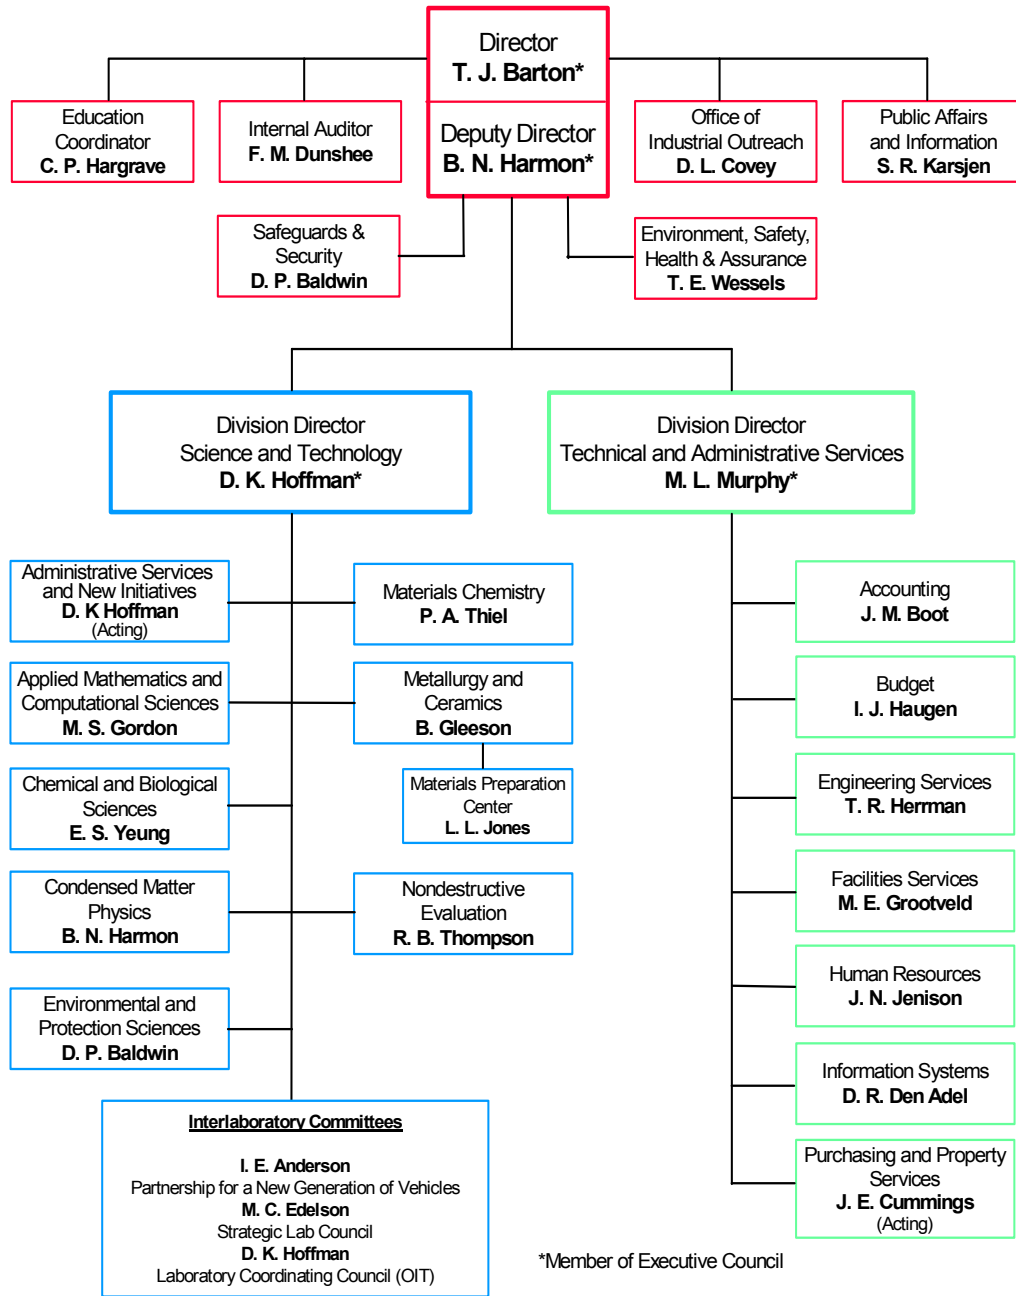 Director
T. J. Barton*
Deputy Director
B. N. Harmon*
Education
Coordinator
C. P. Hargrave
Internal Auditor
F. M. Dunshee
Office of
Industrial Outreach
D. L. Covey
Public Affairs
and Information
S. R. Karsjen
Safeguards &
Security
D. P. Baldwin
Environment, Safety,
Health & Assurance
T. E. Wessels
Division Director
Science and Technology
D. K. Hoffman*
Division Director
Technical and Administrative Services
M. L. Murphy*
Administrative Services
and New Initiatives
D. K Hoffman
(Acting)
Materials Chemistry
P. A. Thiel
Applied Mathematics and
Computational Sciences
M. S. Gordon
Metallurgy and
Ceramics
B. Gleeson
Materials Preparation
Center
L. L. Jones
Chemical and Biological
Sciences
E. S. Yeung
Condensed Matter
Physics
B. N. Harmon
Nondestructive
Evaluation
R. B. Thompson
Environmental and
Protection Sciences
D. P. Baldwin
Interlaboratory Committees
I. E. Anderson
Partnership for a New Generation of Vehicles
M. C. Edelson
Strategic Lab Council
D. K. Hoffman
Laboratory Coordinating Council (OIT)
Accounting
J. M. Boot
Budget
I. J. Haugen
Engineering Services
T. R. Herrman
Facilities Services
M. E. Grootveld
Human Resources
J. N. Jenison
Information Systems
D. R. Den Adel
Purchasing and Property
Services
J. E. Cummings
(Acting)
*Member of Executive Council